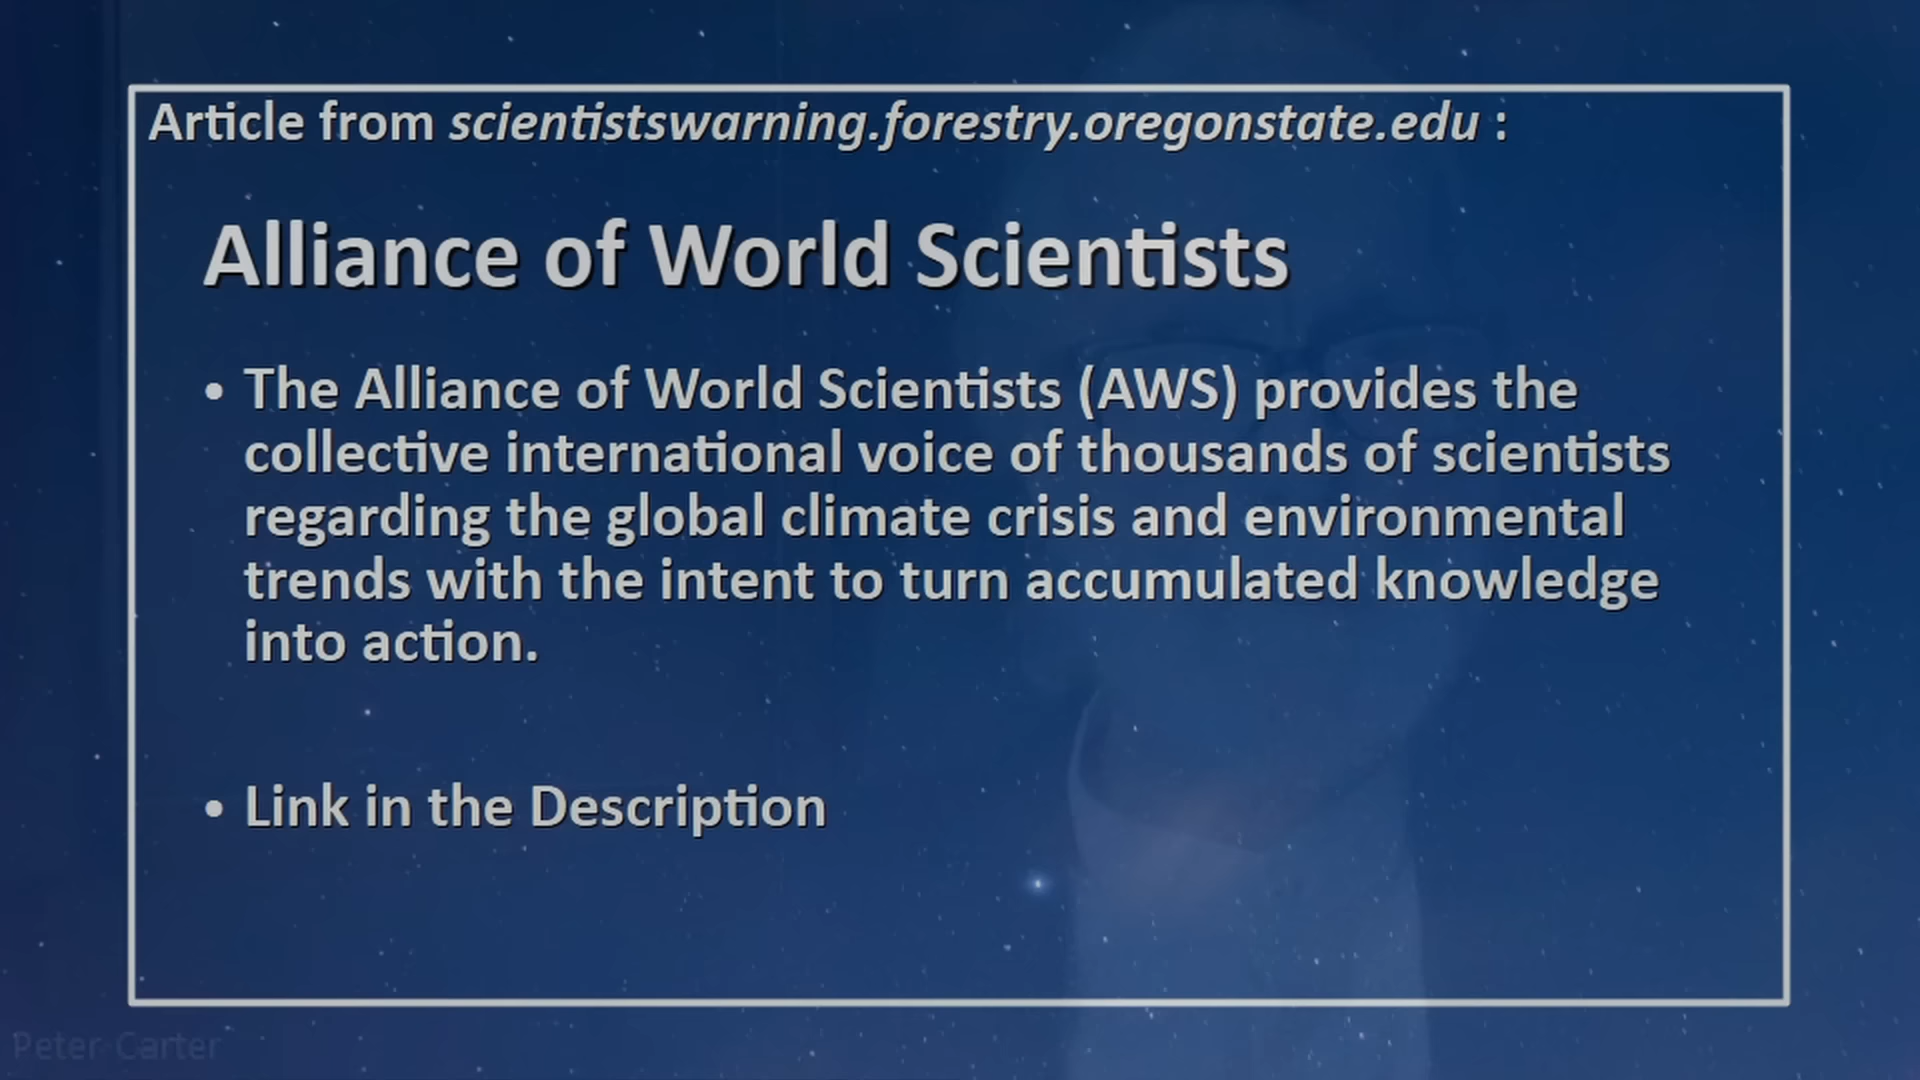 Article from scientistswarning.forestry.oregonstate.edu :
Alliance of World Scientists
• The Alliance of World Scientists (AWS) provides the
collective international voice of thousands of scientists
regarding the global climate crisis and environmental
trends with the intent to turn accumulated knowledge
into action.
• Link in the Description
Peter Carter